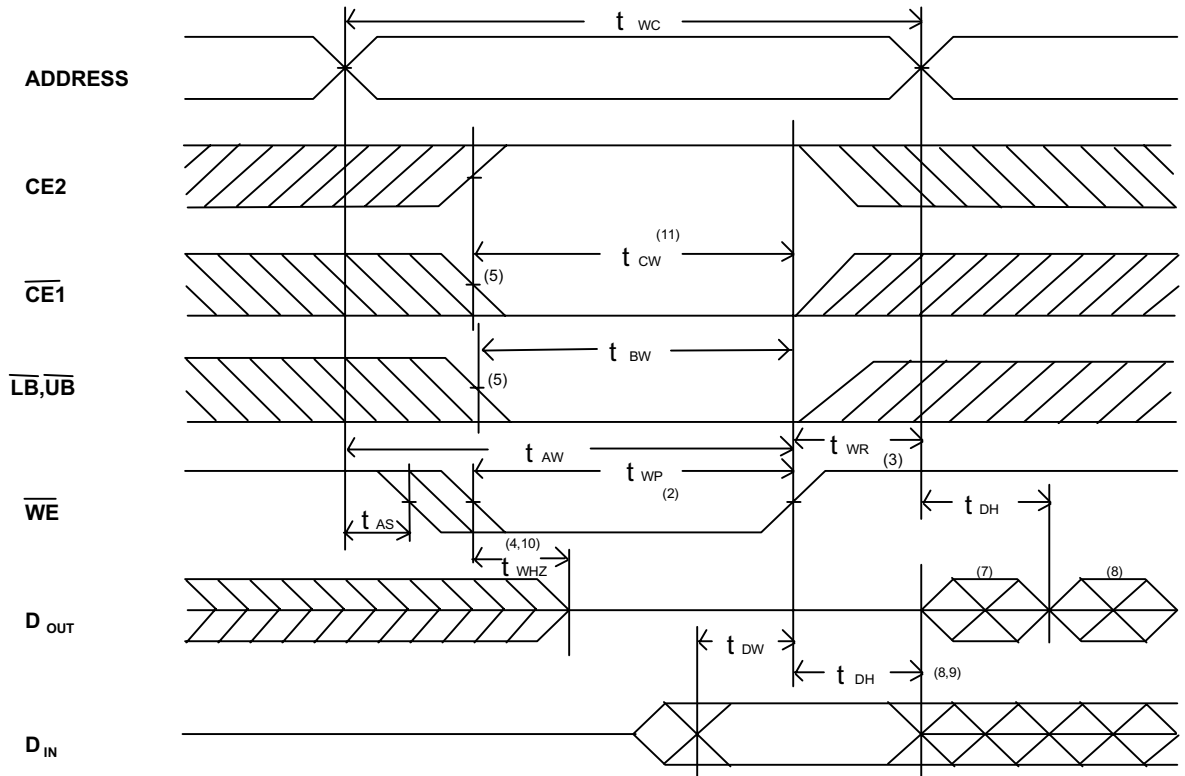 t WC
ADDRESS
CE2
t CW (11)
CE1 (5)
t BW
LB,UB (5)
t AW
t WR (3)
t WP (2)
WE
t AS
t DH
t WHZ (4,10)
(7) (8)
D OUT
t DW
t DH (8,9)
D IN